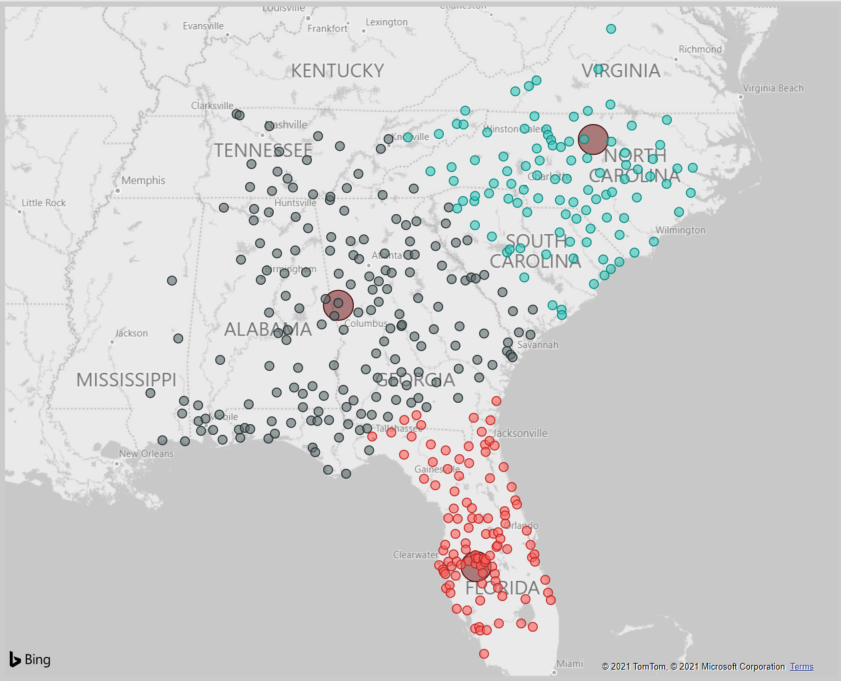 Louisville
Evansville
Frankfort
Lexington
Charleston
KENTUCKY
VIRGINIA
Richmond
Virginia Beach
Clarksville
Nashville
Knoxville
Winston-Salem
TENNESSEE
NORTH
CAROLINA
Memphis
Charlotte
Little Rock
Huntsville
Wilmington
SOUTH
CAROLINA
Atlanta
Birmingham
Columbus
ALABAMA
Jackson
Savannah
MISSISSIPPI
GEORGIA
Mobile
Tallahassee
Jacksonville
New Orleans
Gainesville
Orlando
Clearwater
FLORIDA
Bing
Miami
© 2021 TomTom, © 2021 Microsoft Corporation Terms